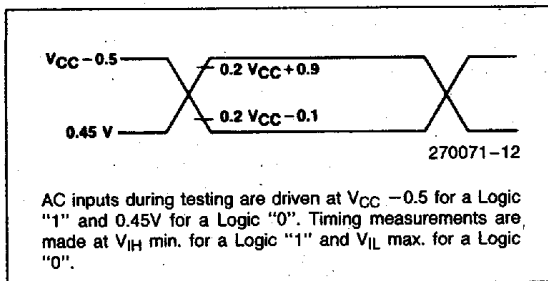 VCC−0.5
0.2 VCC+0.9
0.2 VCC−0.1
0.45 V
270071−12
AC inputs during testing are driven at VCC −0.5 for a Logic
"1" and 0.45V for a Logic "0". Timing measurements are
made at VIH min. for a Logic "1" and VIL max. for a Logic
"0".